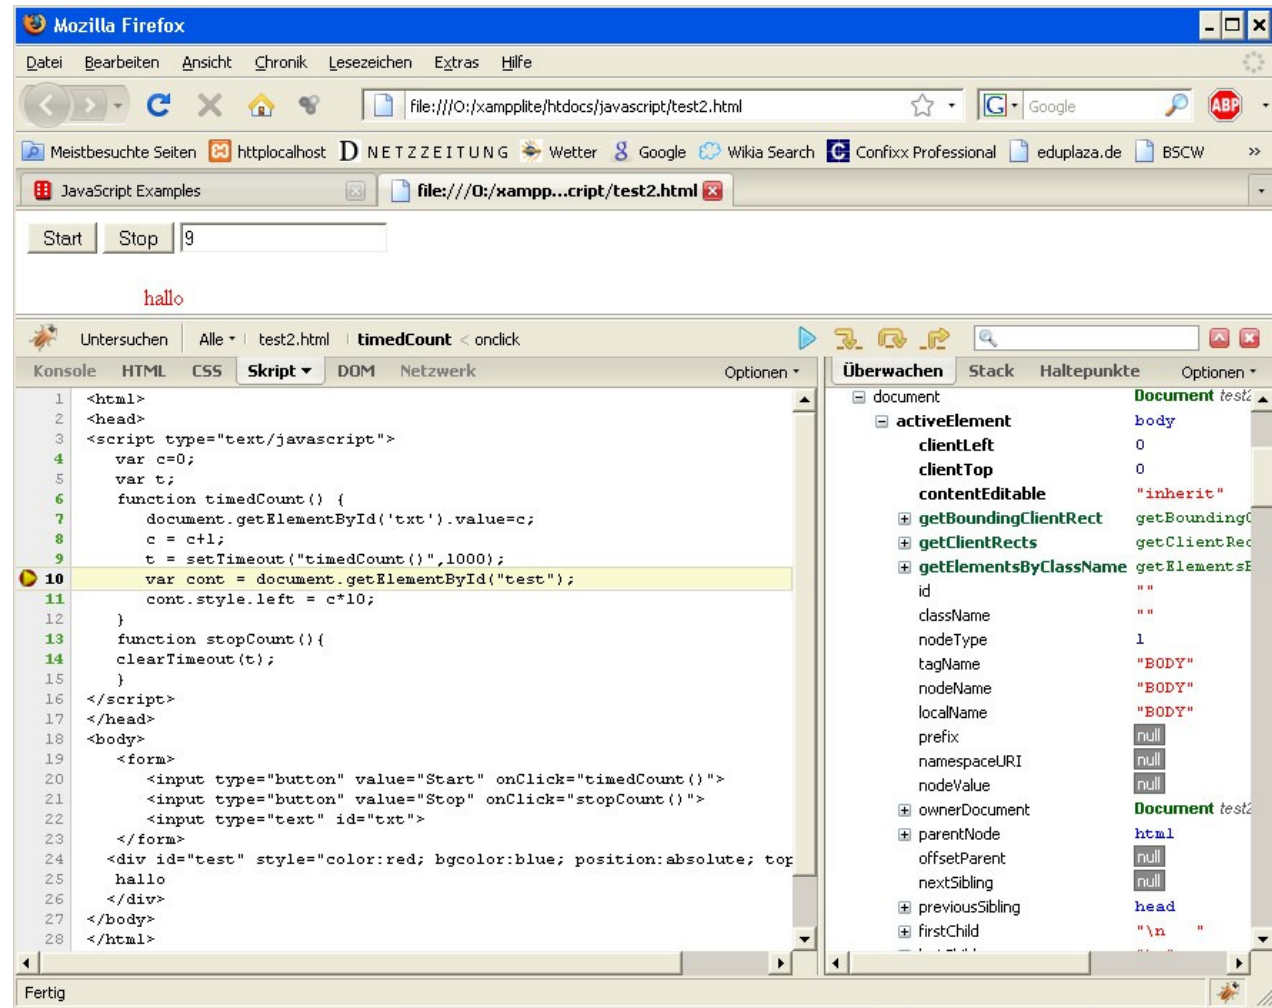 Mozilla Firefox
Datei Bearbeiten Ansicht Chronik Lesezeichen Extras Hilfe
file:///O:/xampplite/htdocs/javascript/test2.html G Google ABP
Meistbesuchte Seiten httplocalhost D NETZZEITUNG Wetter Google Wikia Search Confixx Professional eduplaza.de BSCW »
JavaScript Examples file:///O:/xampp...cript/test2.html
Start Stop 9
hallo
Untersuchen Alle test2.html timedCount < onclick
Konsole HTML CSS Skript DOM Netzwerk Optionen Überwachen Stack Haltepunkte Optionen
1 <html>
2 <head>
3 <script type="text/javascript">
4 var c=0;
5 var t;
6 function timedCount() {
7 document.getElementById('txt').value=c;
8 c = c+1;
9 t = setTimeout("timedCount()",1000);
10 var cont = document.getElementById("test");
11 cont.style.left = c*10;
12 }
13 function stopCount(){
14 clearTimeout(t);
15 }
16 </script>
17 </head>
18 <body>
19 <form>
20 <input type="button" value="Start" onClick="timedCount()">
21 <input type="button" value="Stop" onClick="stopCount()">
22 <input type="text" id="txt">
23 </form>
24 <div id="test" style="color:red; bgcolor:blue; position:absolute; top
25 hallo
26 </div>
27 </body>
28 </html>
document Document test2
activeElement body
clientLeft 0
clientTop 0
contentEditable "inherit"
getBoundingClientRect getBounding
getClientRects getClientRec
getElementsByClassName getElements
id ""
className ""
nodeType 1
tagName "BODY"
nodeName "BODY"
localName "BODY"
prefix null
namespaceURI null
nodeValue null
ownerDocument Document test2
parentNode html
offsetParent null
nextSibling null
previousSibling head
firstChild "\n "
Fertig